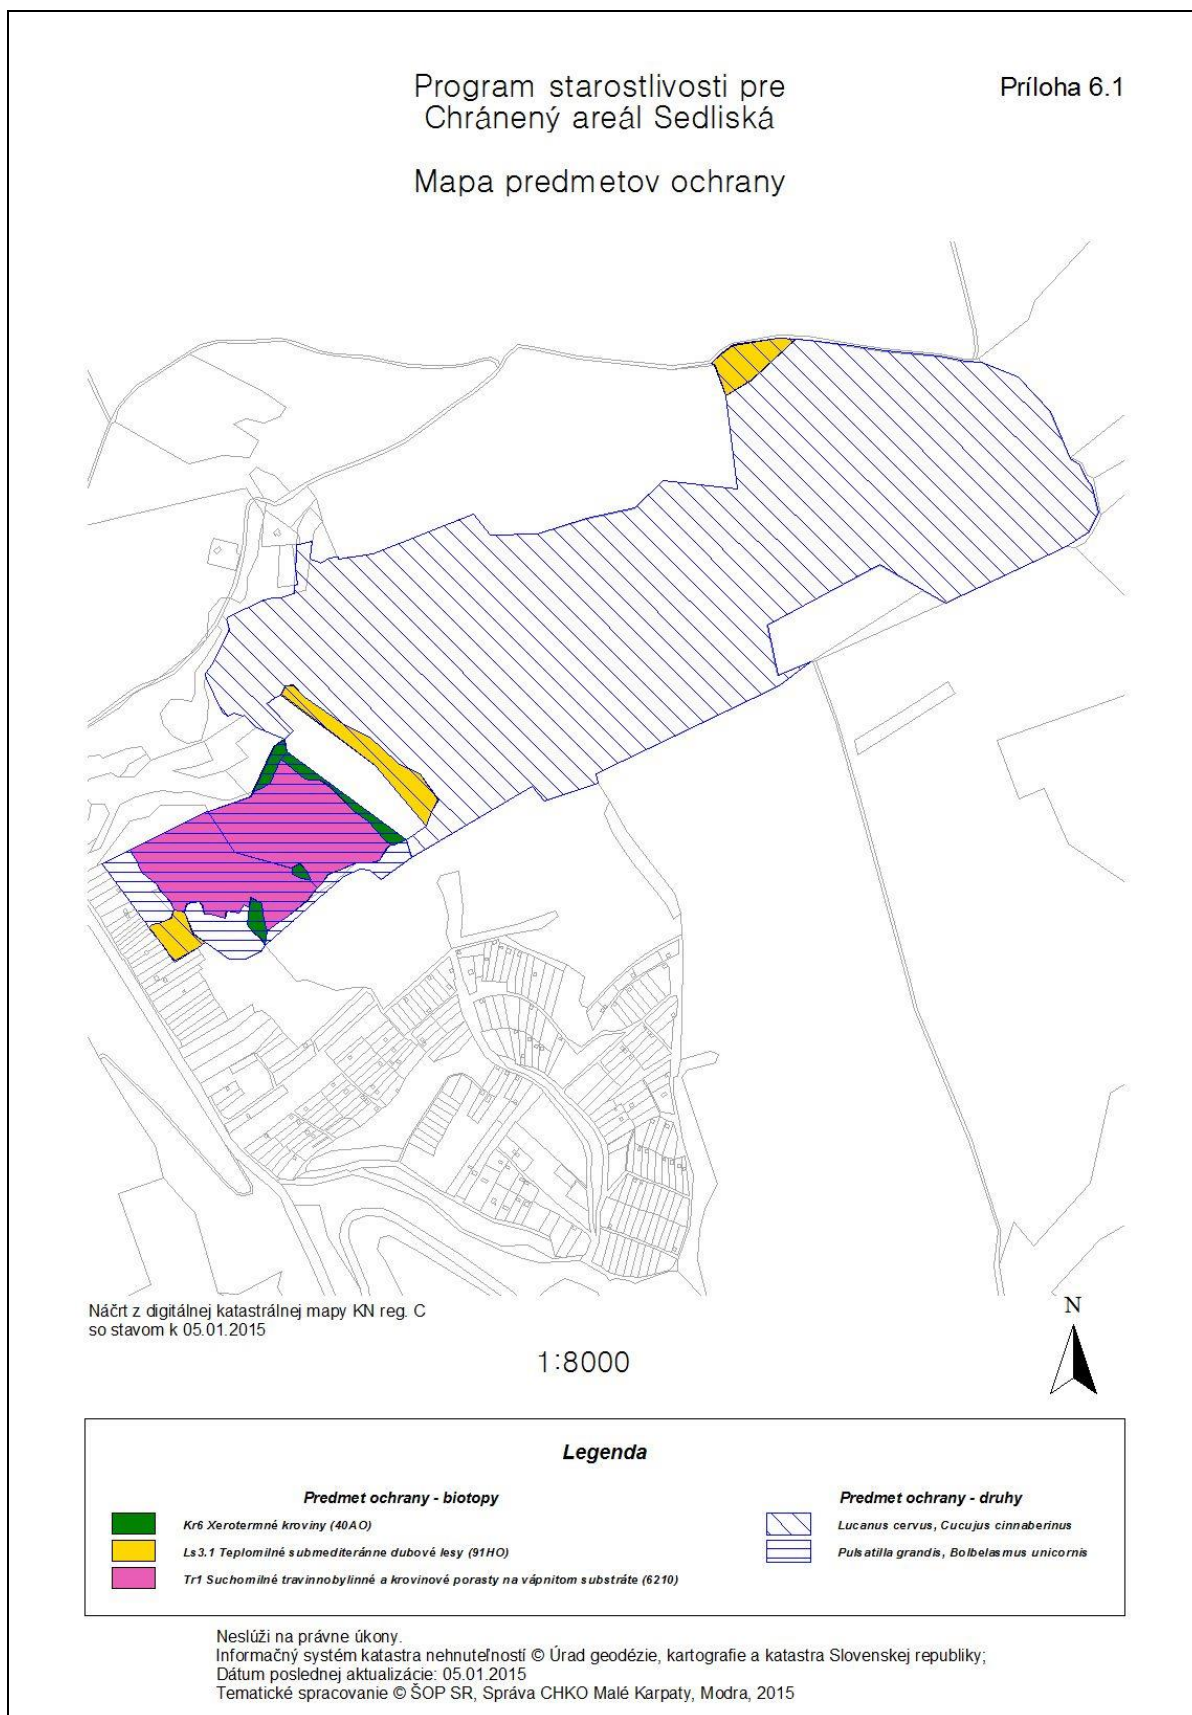 Program starostlivosti pre
Chránený areál Sedliská
Príloha 6.1
Mapa predmetov ochrany
Náčrt z digitálnej katastrálnej mapy KN reg. C
so stavom k 05.01.2015
N
1:8000
Legenda
Predmet ochrany - biotopy
Kr6 Xerotermné kroviny (40AO)
Ls3.1 Teplomilné submediteránne dubové lesy (91HO)
Tr1 Suchomilné travinnobylinné a krovinové porasty na vápnitom substráte (6210)
Predmet ochrany - druhy
Lucanus cervus, Cucujus cinnaberinus
Pulsatilla grandis, Bolbelasmus unicornis
Neslúži na právne úkony.
Informačný systém katastra nehnuteľností © Úrad geodézie, kartografie a katastra Slovenskej republiky;
Dátum poslednej aktualizácie: 05.01.2015
Tematické spracovanie © ŠOP SR, Správa CHKO Malé Karpaty, Modra, 2015